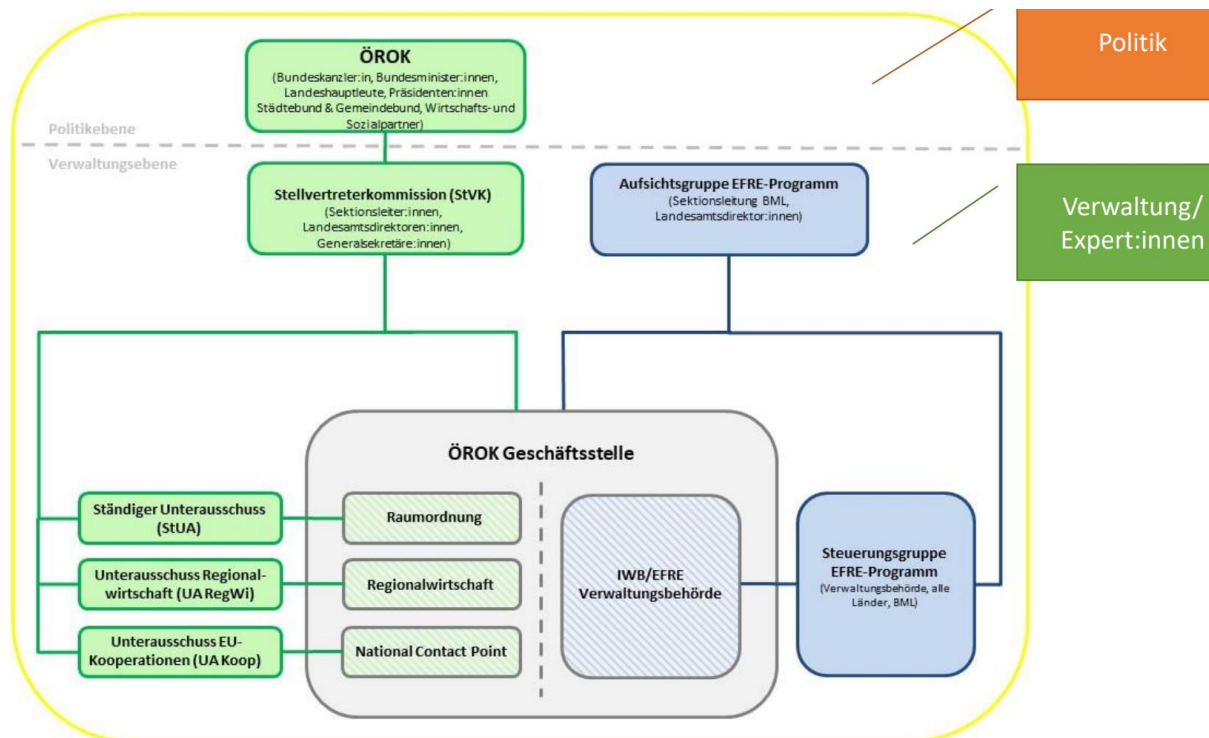 Politik
ÖROK
(Bundeskanzler:in, Bundesminister:innen,
Landeshauptleute, Präsidenten:innen
Städtebund & Gemeindebund, Wirtschafts- und
Sozialpartner)
Politikebene
Verwaltungsebene
Stellvertreterkommission (StVK)
(Sektionsleiter:innen,
Landesamtsdirektoren:innen,
Generalsekretäre:innen)
Aufsichtsgruppe EFRE-Programm
(Sektionsleitung BML,
Landesamtsdirektor:innen)
Verwaltung/
Expert:innen
ÖROK Geschäftsstelle
Ständiger Unterausschuss
(StUA)
Raumordnung
Unterausschuss Regional-
wirtschaft (UA RegWi)
Regionalwirtschaft
Unterausschuss EU-
Kooperationen (UA Koop)
National Contact Point
IWB/EFRE
Verwaltungsbehörde
Steuerungsgruppe
EFRE-Programm
(Verwaltungsbehörde, alle
Länder, BML)